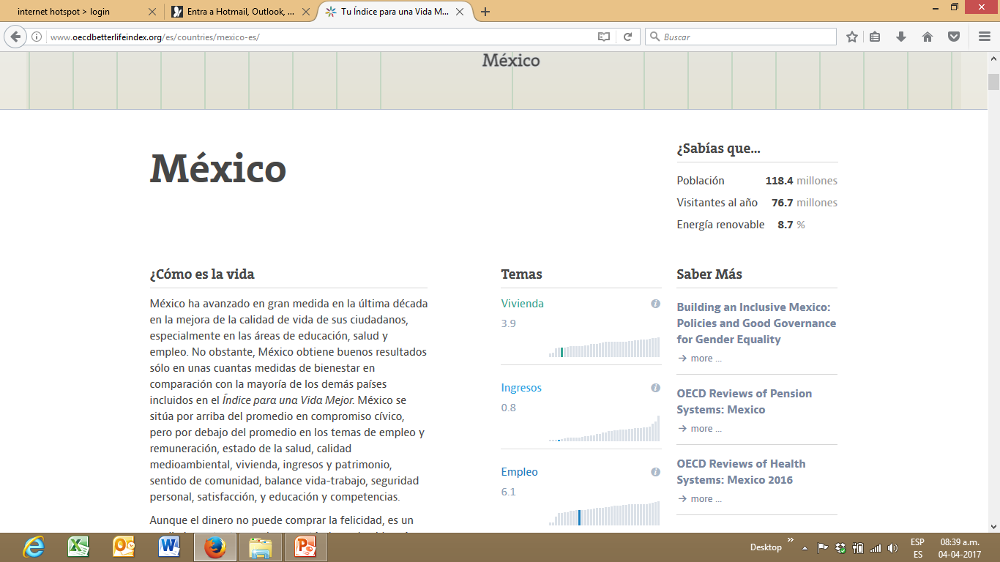 internet hotspot > login
Entra a Hotmail, Outlook, ...
Tu Índice para una Vida M...
www.oecdbetterlifeindex.org/es/countries/mexico-es/
Buscar
México
México
¿Sabías que...
Población 118.4 millones
Visitantes al año 76.7 millones
Energía renovable 8.7 %
¿Cómo es la vida
México ha avanzado en gran medida en la última década
en la mejora de la calidad de vida de sus ciudadanos,
especialmente en las áreas de educación, salud y
empleo. No obstante, México obtiene buenos resultados
sólo en unas cuantas medidas de bienestar en
comparación con la mayoría de los demás países
incluidos en el Índice para una Vida Mejor. México se
sitúa por arriba del promedio en compromiso cívico,
pero por debajo del promedio en los temas de empleo y
remuneración, estado de la salud, calidad
medioambiental, vivienda, ingresos y patrimonio,
sentido de comunidad, balance vida-trabajo, seguridad
personal, satisfacción, y educación y competencias.
Aunque el dinero no puede comprar la felicidad, es un
Temas
Vivienda
3.9
Ingresos
0.8
Empleo
6.1
Saber Más
Building an Inclusive Mexico:
Policies and Good Governance
for Gender Equality
→ more ...
OECD Reviews of Pension
Systems: Mexico
→ more ...
OECD Reviews of Health
Systems: Mexico 2016
→ more ...
Desktop
ESP
ES
08:39 a.m.
04-04-2017